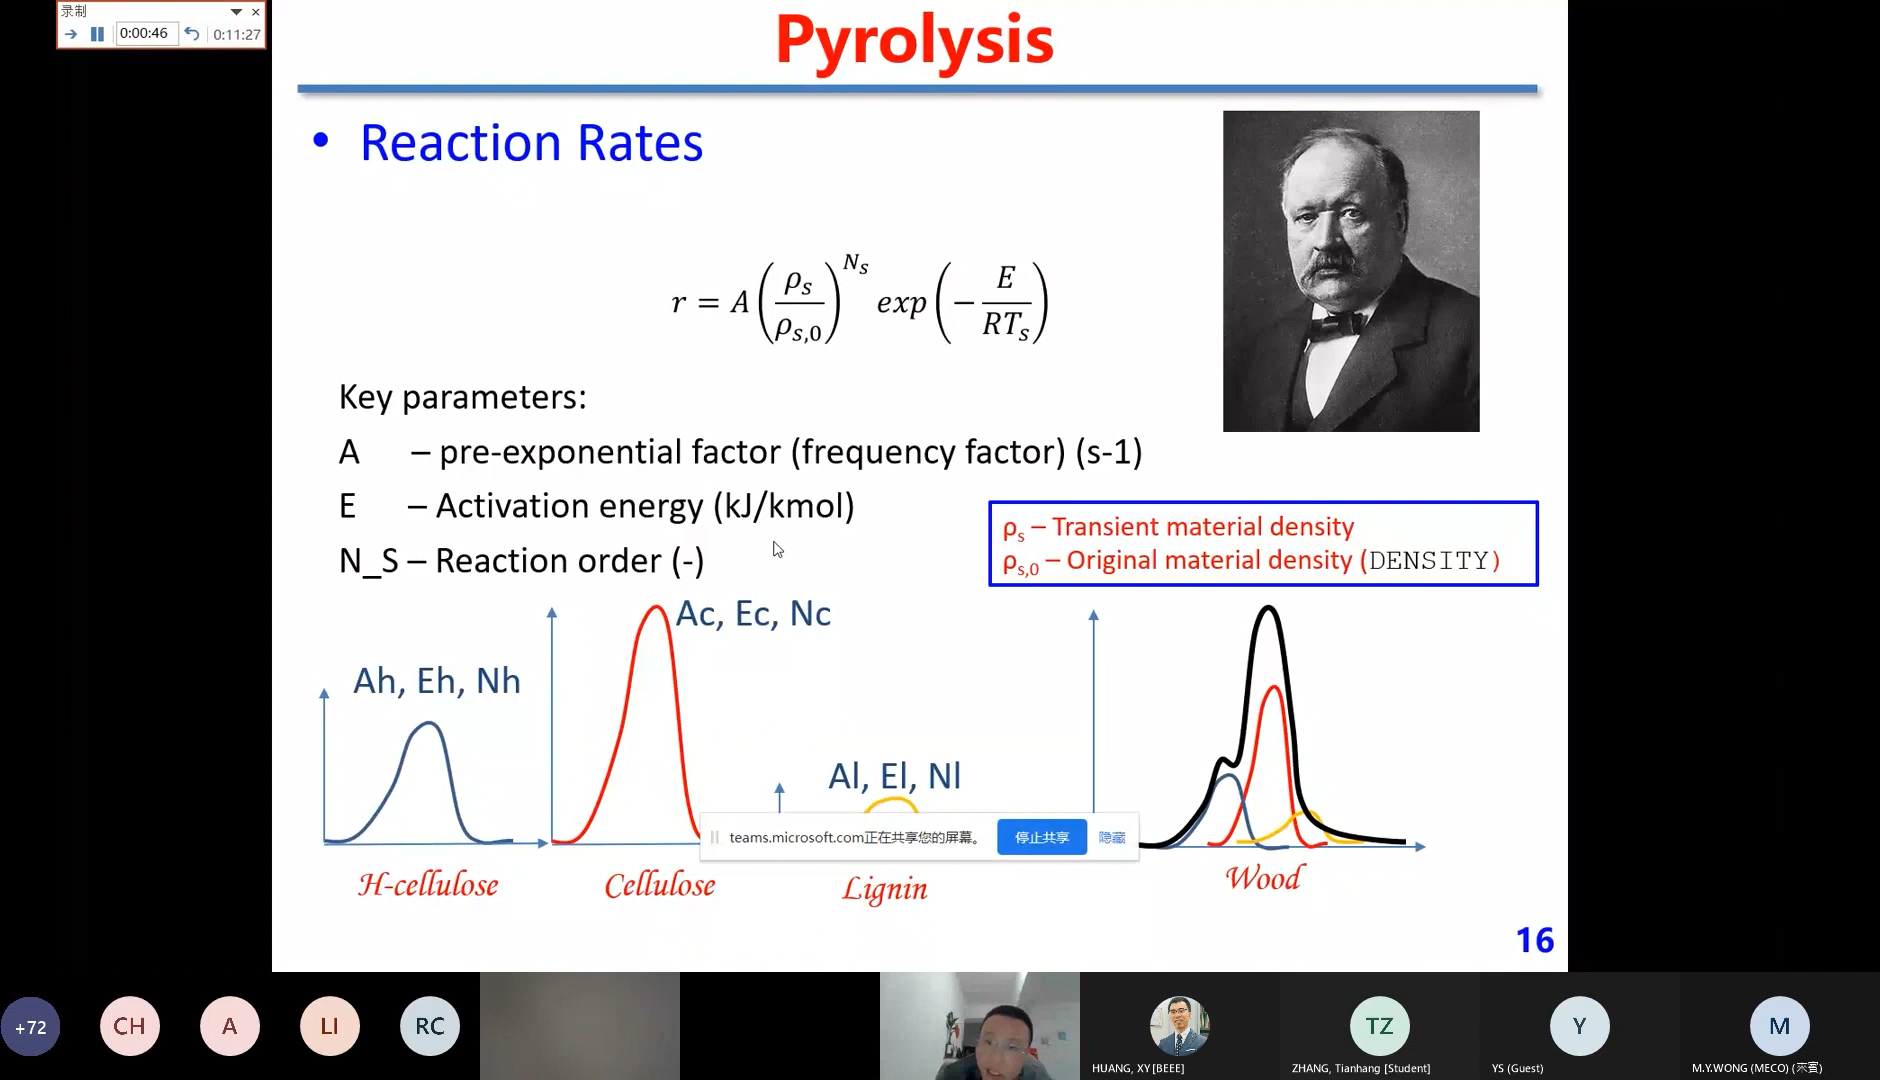 录制
0:00:46
0:11:27
Pyrolysis
• Reaction Rates
r = A(ρs/ρs,0)^Ns exp(−E/RTs)
Key parameters:
A – pre-exponential factor (frequency factor) (s-1)
E – Activation energy (kJ/kmol)
N_S – Reaction order (-)
ρs – Transient material density
ρs,0 – Original material density (DENSITY)
Ah, Eh, Nh
Ac, Ec, Nc
Al, El, Nl
teams.microsoft.com正在共享您的屏幕。
停止共享
隐藏
H-cellulose
Cellulose
Lignin
Wood
16
+72
CH
A
LI
RC
TZ
Y
M
HUANG, XY [BEEE]
ZHANG, Tianhang [Student]
YS (Guest)
M.Y.WONG (MECO) (来宾)